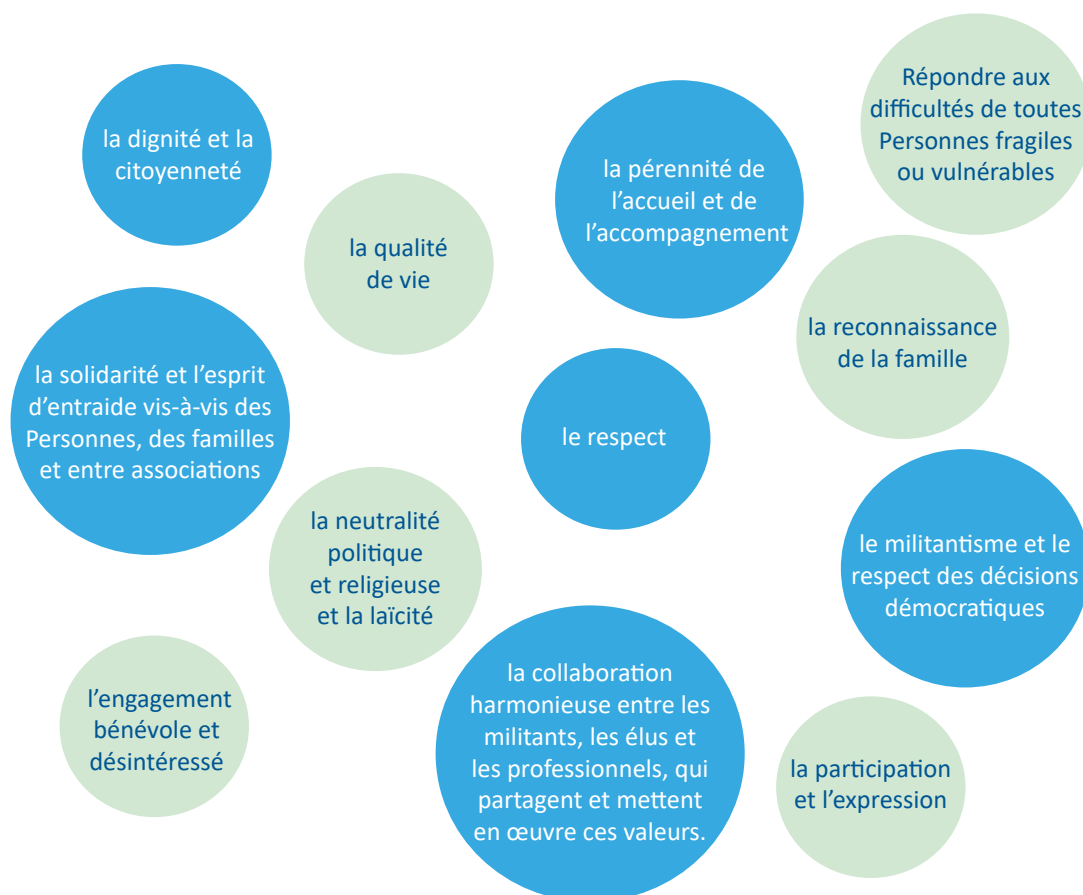 la dignité et la
citoyenneté
la pérennité de
l'accueil et de
l'accompagnement
Répondre aux
difficultés de toutes
Personnes fragiles
ou vulnérables
la qualité
de vie
la reconnaissance
de la famille
la solidarité et l'esprit
d'entraide vis-à-vis des
Personnes, des familles
et entre associations
le respect
la neutralité
politique
et religieuse
et la laïcité
le militantisme et le
respect des décisions
démocratiques
l'engagement
bénévole et
désintéressé
la collaboration
harmonieuse entre les
militants, les élus et
les professionnels, qui
partagent et mettent
en œuvre ces valeurs.
la participation
et l'expression